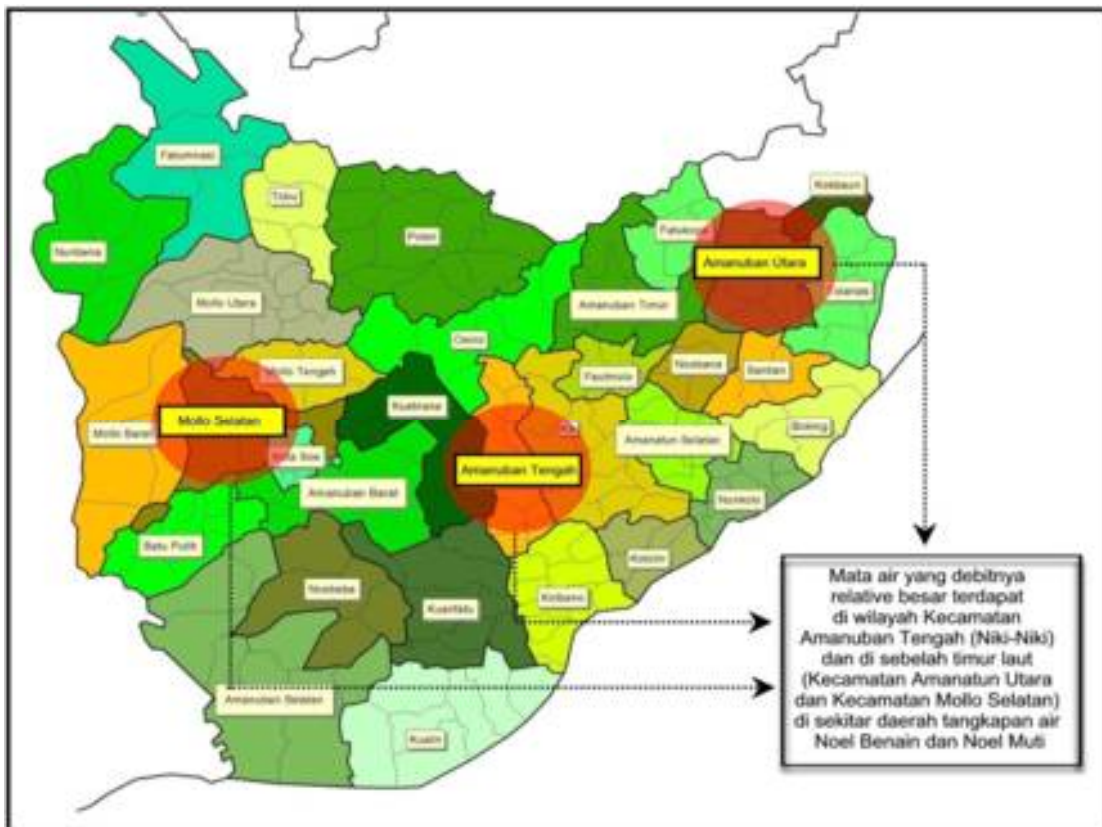 Fatumnasi
Tobu
Nunbena
Polen
Kokbaun
Amanuban Utara
Mollo Utara
Amanuban Timur
Oenino
Mollo Tengah
Fautmolo
Noebana
Santian
Mollo Selatan
Kuatnana
Mollo Barat
Amanatun Selatan
Boking
Kota Soe
Amanuban Tengah
Amanuban Barat
Nunkolo
Batu Putih
Kolbano
Noebeba
Kuanfatu
Amanuban Selatan
Kualin
Mata air yang debitnya
relative besar terdapat
di wilayah Kecamatan
Amanuban Tengah (Niki-Niki)
dan di sebelah timur laut
(Kecamatan Amanatun Utara
dan Kecamatan Mollo Selatan)
di sekitar daerah tangkapan air
Noel Benain dan Noel Muti